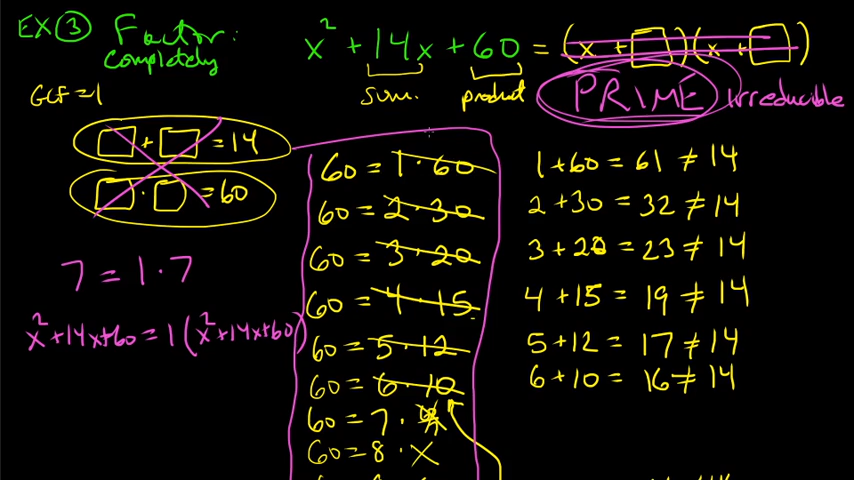 EX ③ Factor Completely:
x² + 14x + 60 = (x + □)(x + □)
sum. product PRIME Irreducible
GCF = 1
□ + □ = 14
□ · □ = 60
7 = 1 · 7
x² + 14x + 60 = 1 (x² + 14x + 60)
60 = 1 · 60
60 = 2 · 30
60 = 3 · 20
60 = 4 · 15
60 = 5 · 12
60 = 6 · 10
60 = 7 ·
60 = 8 · x
1 + 60 = 61 ≠ 14
2 + 30 = 32 ≠ 14
3 + 20 = 23 ≠ 14
4 + 15 = 19 ≠ 14
5 + 12 = 17 ≠ 14
6 + 10 = 16 ≠ 14